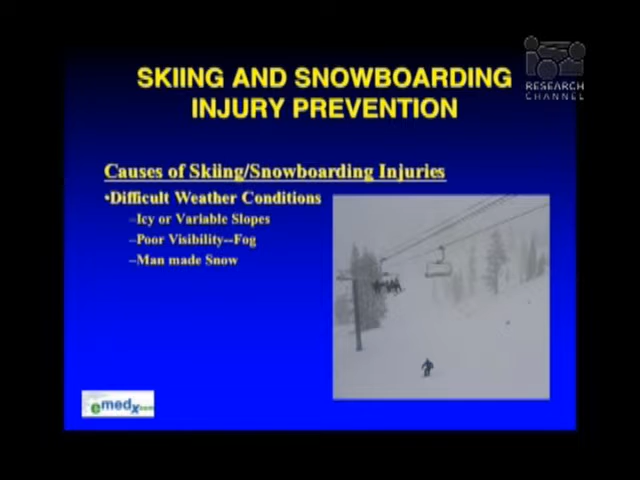 RESEARCH
CHANNEL
SKIING AND SNOWBOARDING
INJURY PREVENTION
Causes of Skiing/Snowboarding Injuries
•Difficult Weather Conditions
–Icy or Variable Slopes
–Poor Visibility--Fog
–Man made Snow
emedx.com